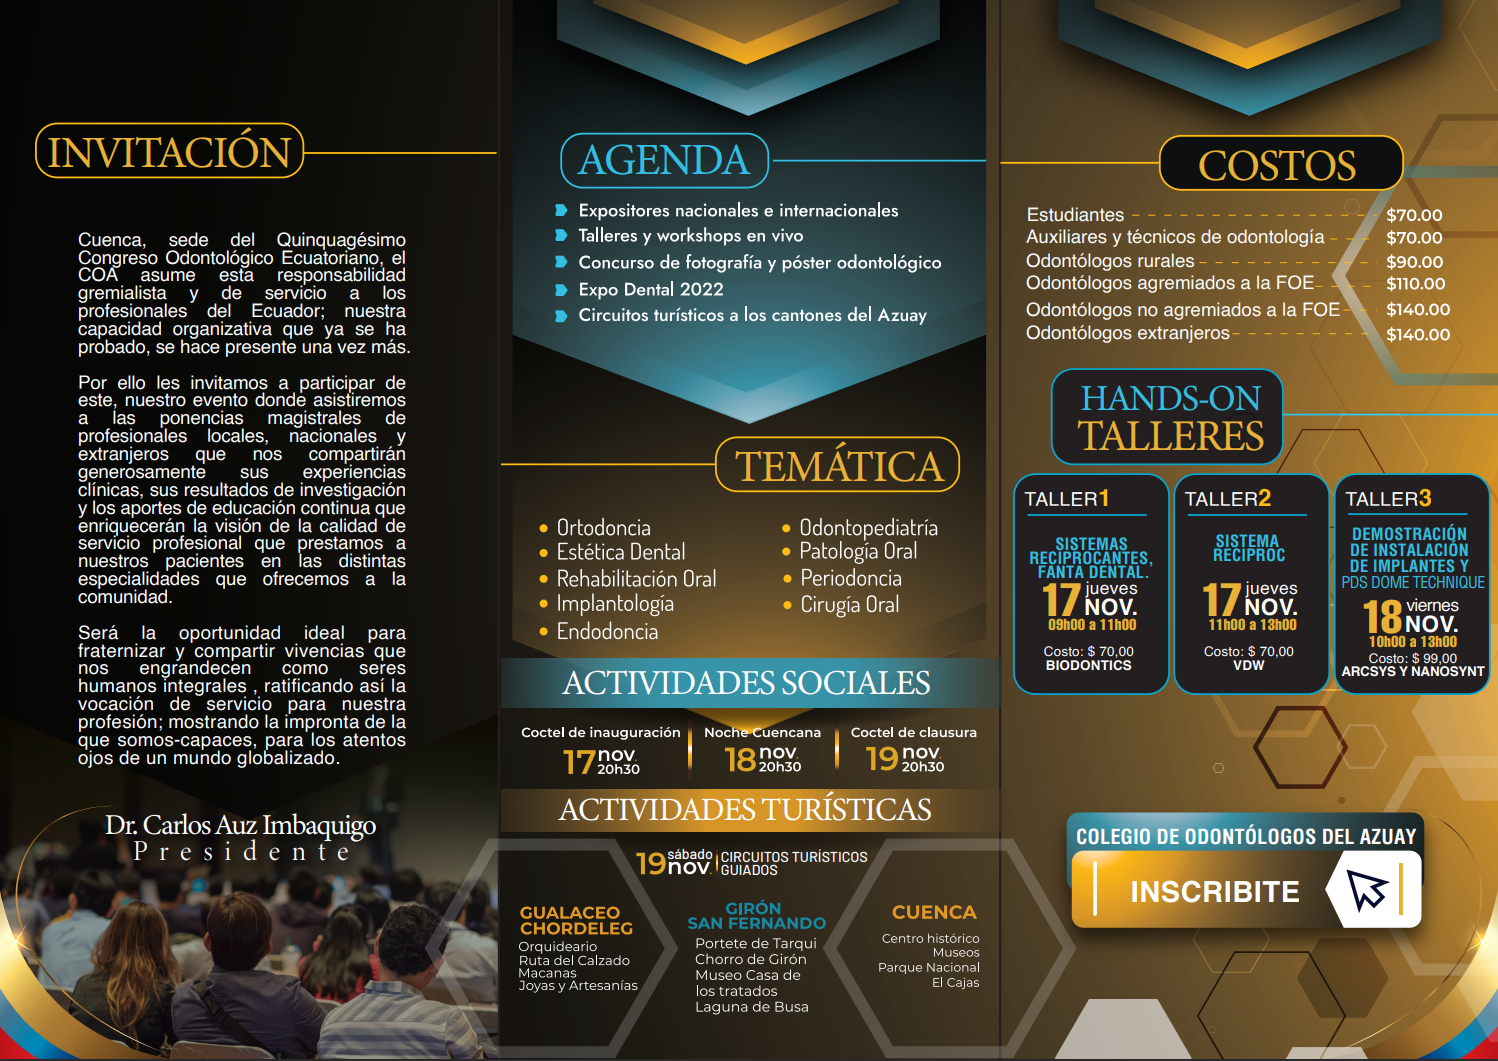 INVITACIÓN
Cuenca, sede del Quinquagésimo
Congreso Odontológico Ecuatoriano, el
COA asume esta responsabilidad
gremialista y de servicio a los
profesionales del Ecuador; nuestra
capacidad organizativa que ya se ha
probado, se hace presente una vez más.
Por ello les invitamos a participar de
este, nuestro evento donde asistiremos
a las ponencias magistrales de
profesionales locales, nacionales y
extranjeros que nos compartirán
generosamente sus experiencias
clínicas, sus resultados de investigación
y los aportes de educación continua que
enriquecerán la visión de la calidad de
servicio profesional que prestamos a
nuestros pacientes en las distintas
especialidades que ofrecemos a la
comunidad.
Será la oportunidad ideal para
fraternizar y compartir vivencias que
nos engrandecen como seres
humanos integrales , ratificando así la
vocación de servicio para nuestra
profesión; mostrando la impronta de la
que somos-capaces, para los atentos
ojos de un mundo globalizado.
Dr. Carlos Auz Imbaquigo
Presidente
AGENDA
Expositores nacionales e internacionales
Talleres y workshops en vivo
Concurso de fotografía y póster odontológico
Expo Dental 2022
Circuitos turísticos a los cantones del Azuay
TEMÁTICA
Ortodoncia
Estética Dental
Rehabilitación Oral
Implantología
Endodoncia
Odontopediatría
Patología Oral
Periodoncia
Cirugía Oral
ACTIVIDADES SOCIALES
Coctel de inauguración
17 nov. 20h30
Noche Cuencana
18 nov. 20h30
Coctel de clausura
19 nov. 20h30
ACTIVIDADES TURÍSTICAS
19 sábado nov.
CIRCUITOS TURÍSTICOS
GUIADOS
GUALACEO
CHORDELEG
Orquideario
Ruta del Calzado
Macanas
Joyas y Artesanías
GIRÓN
SAN FERNANDO
Portete de Tarqui
Chorro de Girón
Museo Casa de
los tratados
Laguna de Busa
CUENCA
Centro histórico
Museos
Parque Nacional
El Cajas
COSTOS
Estudiantes $70.00
Auxiliares y técnicos de odontología $70.00
Odontólogos rurales $90.00
Odontólogos agremiados a la FOE $110.00
Odontólogos no agremiados a la FOE $140.00
Odontólogos extranjeros $140.00
HANDS-ON
TALLERES
TALLER1
SISTEMAS
RECIPROCANTES,
FANTA DENTAL.
17 jueves NOV.
09h00 a 11h00
Costo: $ 70,00
BIODONTICS
TALLER2
SISTEMA
RECIPROC
17 jueves NOV.
11h00 a 13h00
Costo: $ 70,00
VDW
TALLER3
DEMOSTRACIÓN
DE INSTALACIÓN
DE IMPLANTES Y
PDS DOME TECHNIQUE
18 viernes NOV.
10h00 a 13h00
Costo: $ 99,00
ARCSYS Y NANOSYNT
COLEGIO DE ODONTÓLOGOS DEL AZUAY
INSCRIBITE